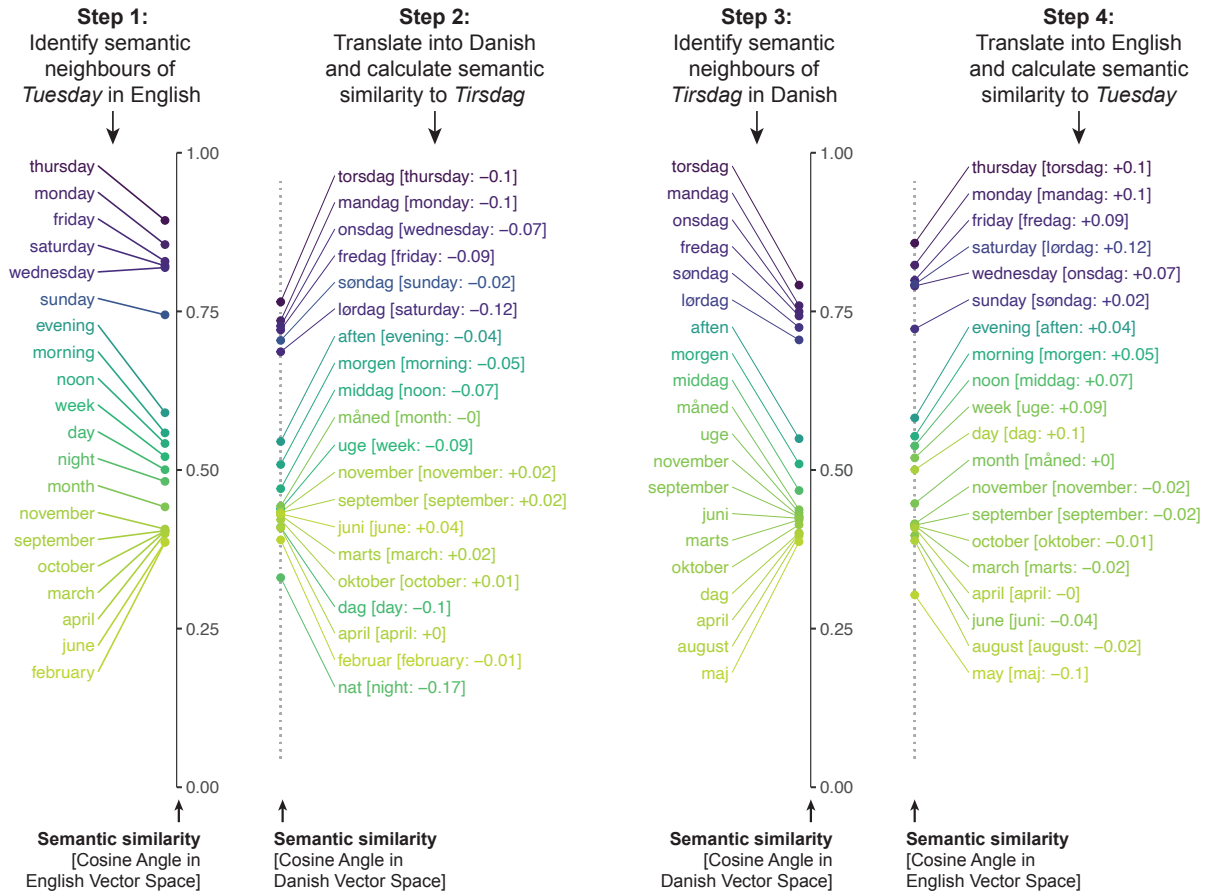 Step 1:
Identify semantic
neighbours of
Tuesday in English
Step 2:
Translate into Danish
and calculate semantic
similarity to Tirsdag
Step 3:
Identify semantic
neighbours of
Tirsdag in Danish
Step 4:
Translate into English
and calculate semantic
similarity to Tuesday
thursday
monday
friday
saturday
wednesday
sunday
evening
morning
noon
week
day
night
month
november
september
october
march
april
june
february
1.00
0.75
0.50
0.25
0.00
torsdag [thursday: −0.1]
mandag [monday: −0.1]
onsdag [wednesday: −0.07]
fredag [friday: −0.09]
søndag [sunday: −0.02]
lørdag [saturday: −0.12]
aften [evening: −0.04]
morgen [morning: −0.05]
middag [noon: −0.07]
måned [month: −0]
uge [week: −0.09]
november [november: +0.02]
september [september: +0.02]
juni [june: +0.04]
marts [march: +0.02]
oktober [october: +0.01]
dag [day: −0.1]
april [april: +0]
februar [february: −0.01]
nat [night: −0.17]
torsdag
mandag
onsdag
fredag
søndag
lørdag
aften
morgen
middag
måned
uge
november
september
juni
marts
oktober
dag
april
august
maj
1.00
0.75
0.50
0.25
0.00
thursday [torsdag: +0.1]
monday [mandag: +0.1]
friday [fredag: +0.09]
saturday [lørdag: +0.12]
wednesday [onsdag: +0.07]
sunday [søndag: +0.02]
evening [aften: +0.04]
morning [morgen: +0.05]
noon [middag: +0.07]
week [uge: +0.09]
day [dag: +0.1]
month [måned: +0]
november [november: −0.02]
september [september: −0.02]
october [oktober: −0.01]
march [marts: −0.02]
april [april: −0]
june [juni: −0.04]
august [august: −0.02]
may [maj: −0.1]
Semantic similarity
[Cosine Angle in
English Vector Space]
Semantic similarity
[Cosine Angle in
Danish Vector Space]
Semantic similarity
[Cosine Angle in
Danish Vector Space]
Semantic similarity
[Cosine Angle in
English Vector Space]